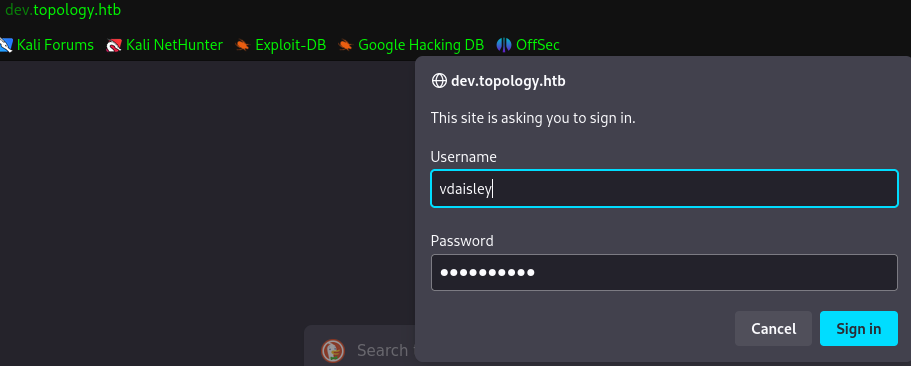 dev.topology.htb
Kali Forums Kali NetHunter Exploit-DB Google Hacking DB OffSec
dev.topology.htb
This site is asking you to sign in.
Username
vdaisley
Password
••••••••••
Cancel Sign in
Search